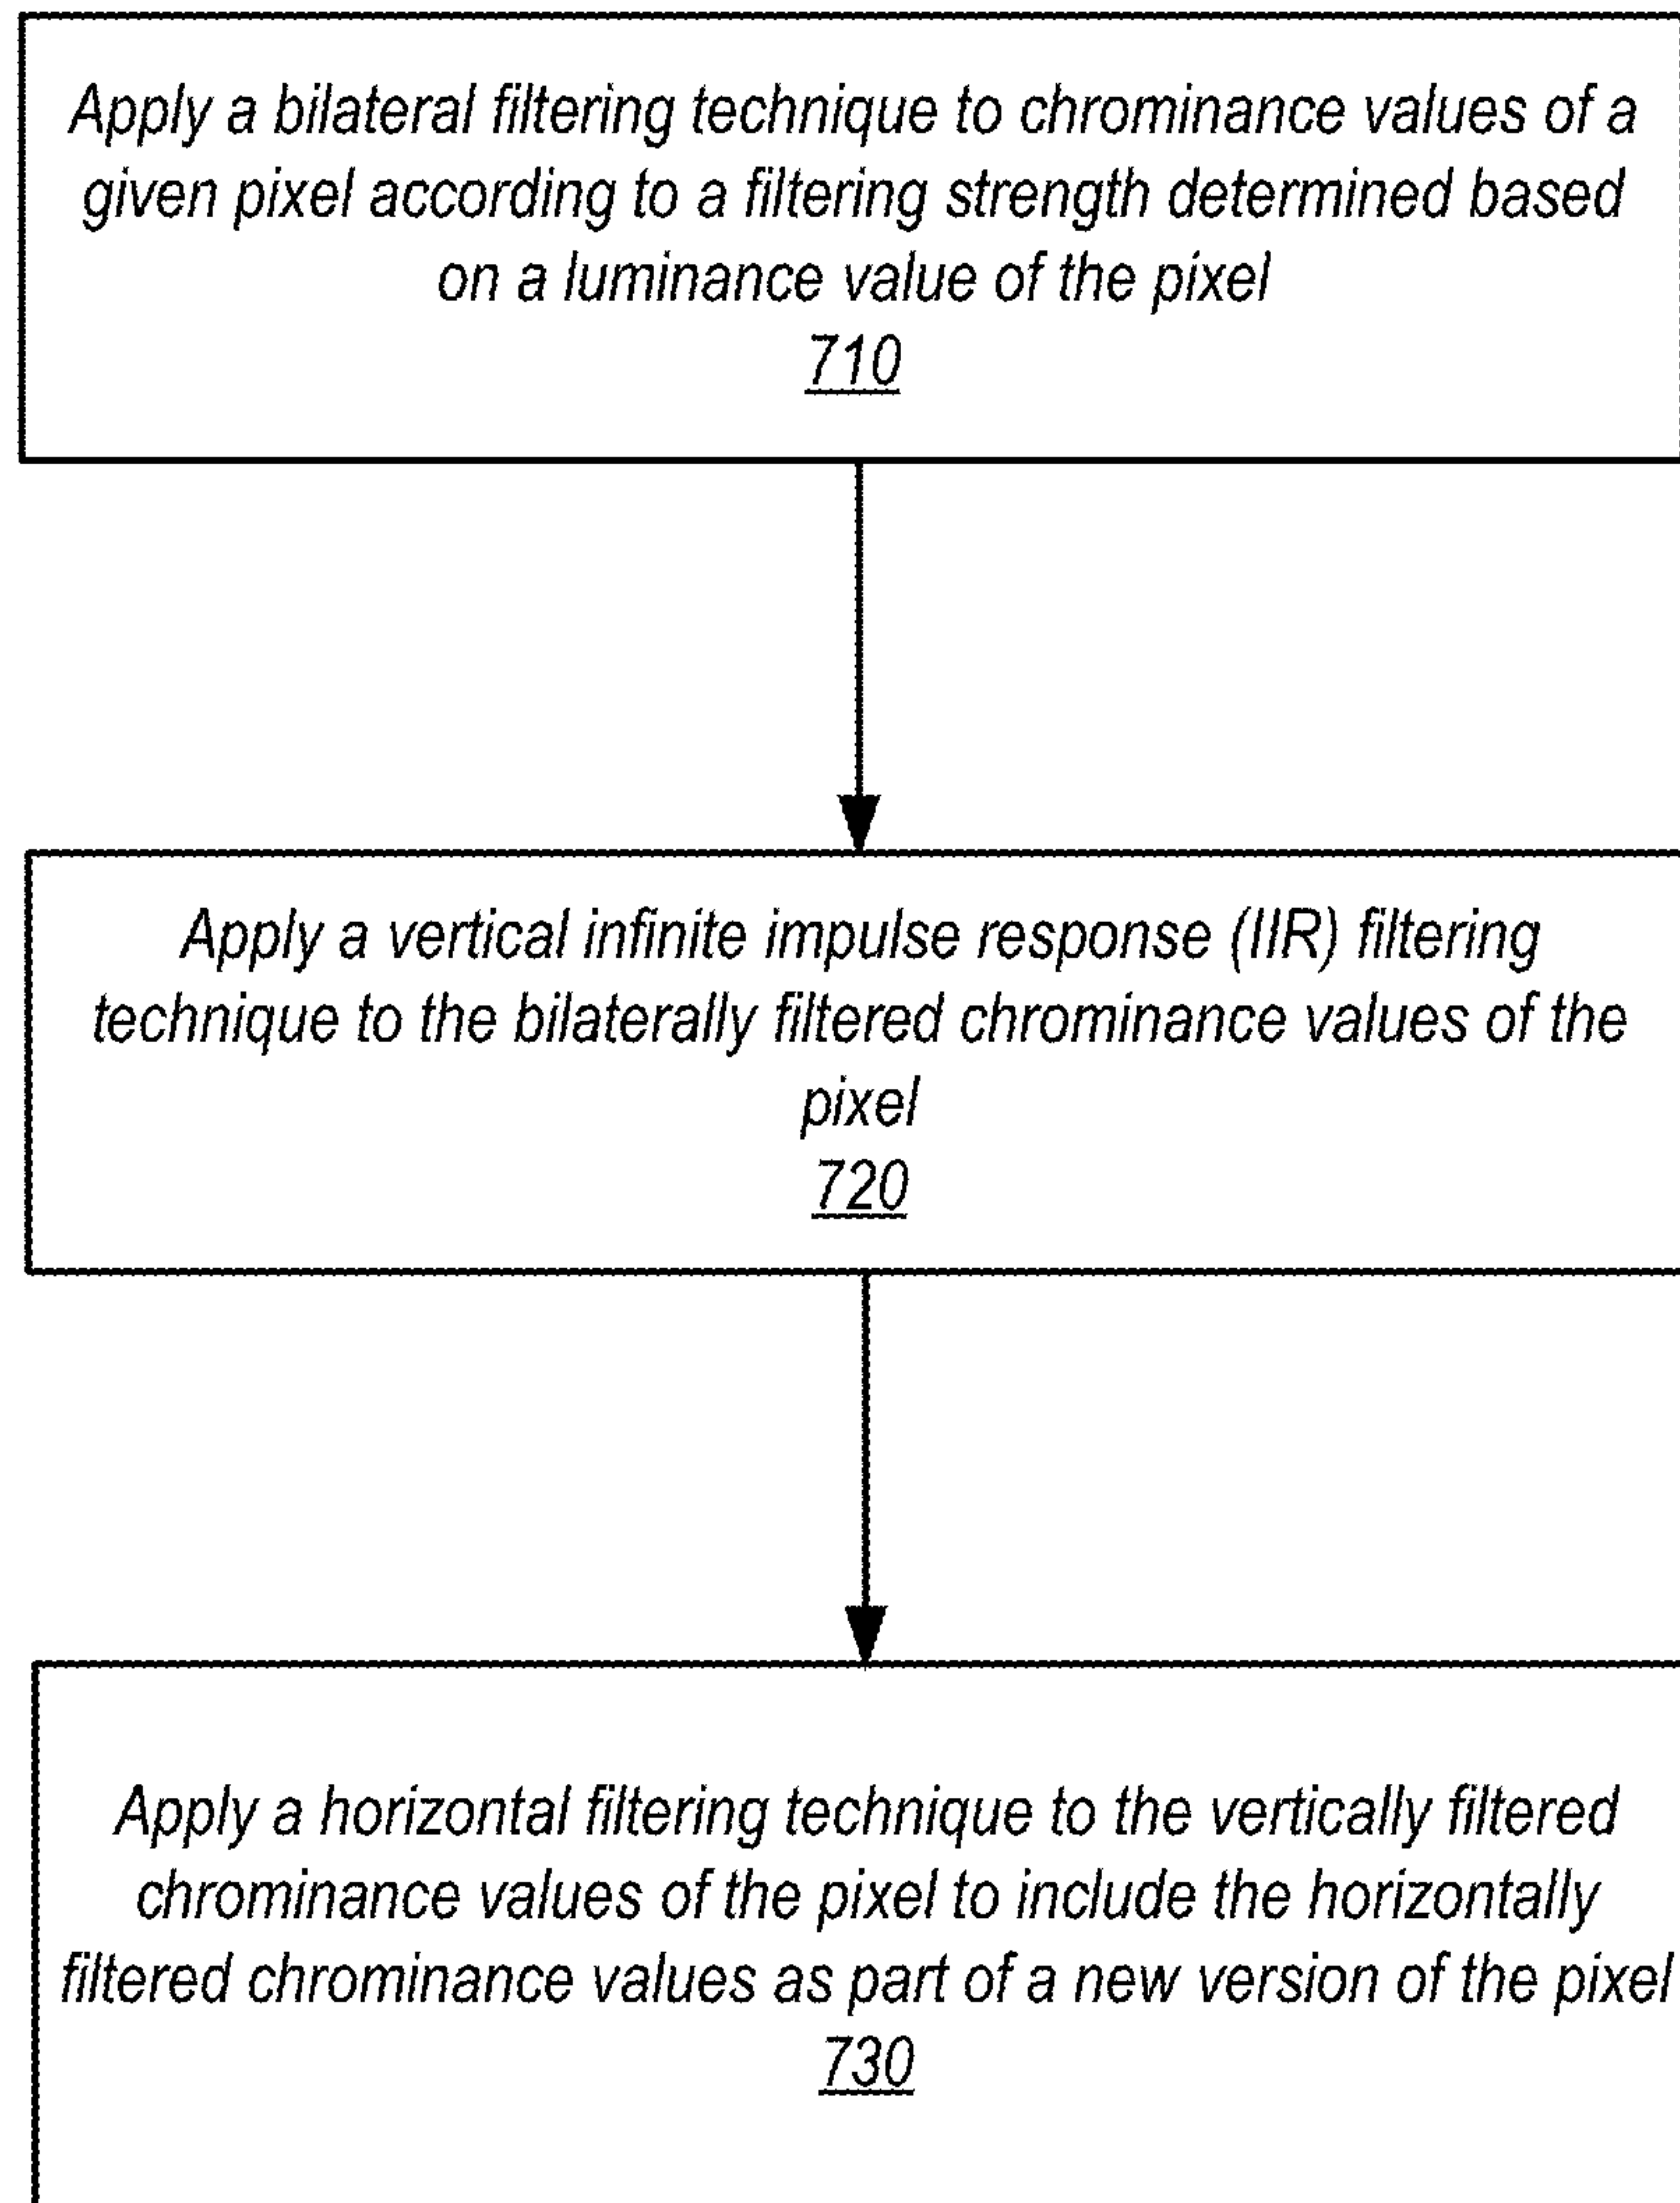 Apply a bilateral filtering technique to chrominance values of a
given pixel according to a filtering strength determined based
on a luminance value of the pixel
710
Apply a vertical infinite impulse response (IIR) filtering
technique to the bilaterally filtered chrominance values of the
pixel
720
Apply a horizontal filtering technique to the vertically filtered
chrominance values of the pixel to include the horizontally
filtered chrominance values as part of a new version of the pixel
730